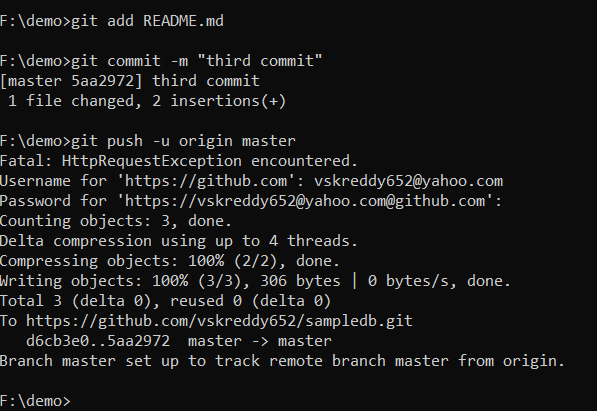 F:\demo>git add README.md
F:\demo>git commit -m "third commit"
[master 5aa2972] third commit
 1 file changed, 2 insertions(+)
F:\demo>git push -u origin master
Fatal: HttpRequestException encountered.
Username for 'https://github.com': vskreddy652@yahoo.com
Password for 'https://vskreddy652@yahoo.com@github.com':
Counting objects: 3, done.
Delta compression using up to 4 threads.
Compressing objects: 100% (2/2), done.
Writing objects: 100% (3/3), 306 bytes | 0 bytes/s, done.
Total 3 (delta 0), reused 0 (delta 0)
To https://github.com/vskreddy652/sampledb.git
   d6cb3e0..5aa2972  master -> master
Branch master set up to track remote branch master from origin.
F:\demo>